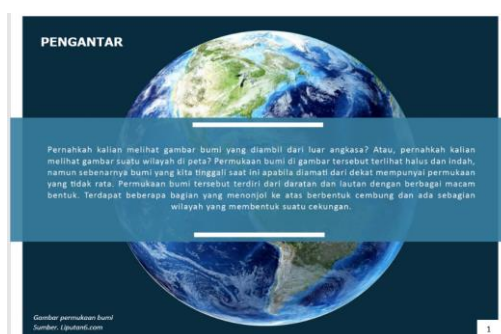 PENGANTAR
Pernahkah kalian melihat gambar bumi yang diambil dari luar angkasa? Atau, pernahkah kalian
melihat gambar suatu wilayah di peta? Permukaan bumi di gambar tersebut terlihat halus dan indah,
namun sebenarnya bumi yang kita tinggali saat ini apabila diamati dari dekat mempunyai permukaan
yang tidak rata. Permukaan bumi tersebut terdiri dari daratan dan lautan dengan berbagai macam
bentuk. Terdapat beberapa bagian yang menonjol ke atas berbentuk cembung dan ada sebagian
wilayah yang membentuk suatu cekungan.
Gambar permukaan bumi
Sumber. Liputan6.com
1